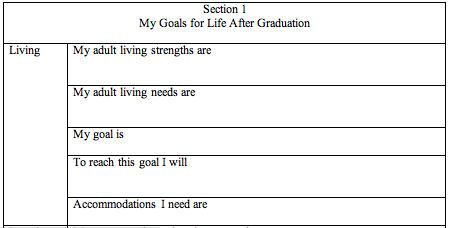 Section 1
My Goals for Life After Graduation
Living
My adult living strengths are
My adult living needs are
My goal is
To reach this goal I will
Accommodations I need are